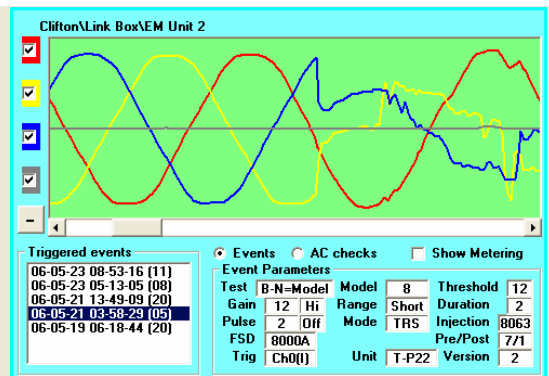 Clifton\Link Box\EM Unit 2
Triggered events
06-05-23 08-53-16 (11)
06-05-23 05-13-05 (08)
06-05-21 13-49-09 (20)
06-05-21 03-58-29 (05)
06-05-19 06-18-44 (20)
Events AC checks Show Metering
Event Parameters
Test B-N=Model Model 8 Threshold 12
Gain 12 Hi Range Short Duration 2
Pulse 2 Off Mode TRS Injection 8063
FSD 8000A Pre/Post 7/1
Trig Ch0(I) Unit T-P22 Version 2